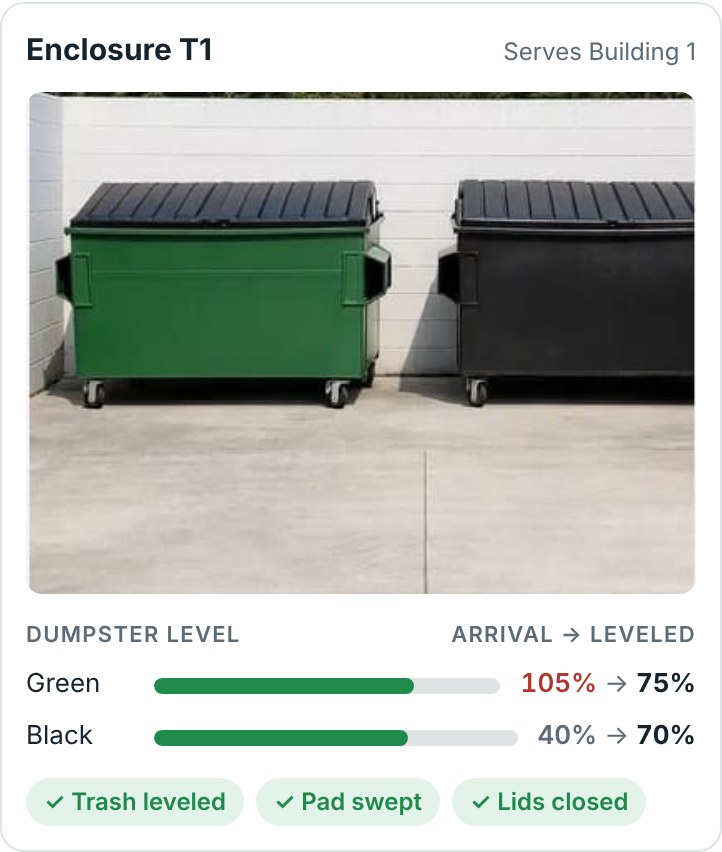 Enclosure T1 Serves Building 1
DUMPSTER LEVEL ARRIVAL → LEVELED
Green 105% → 75%
Black 40% → 70%
✓ Trash leveled ✓ Pad swept ✓ Lids closed